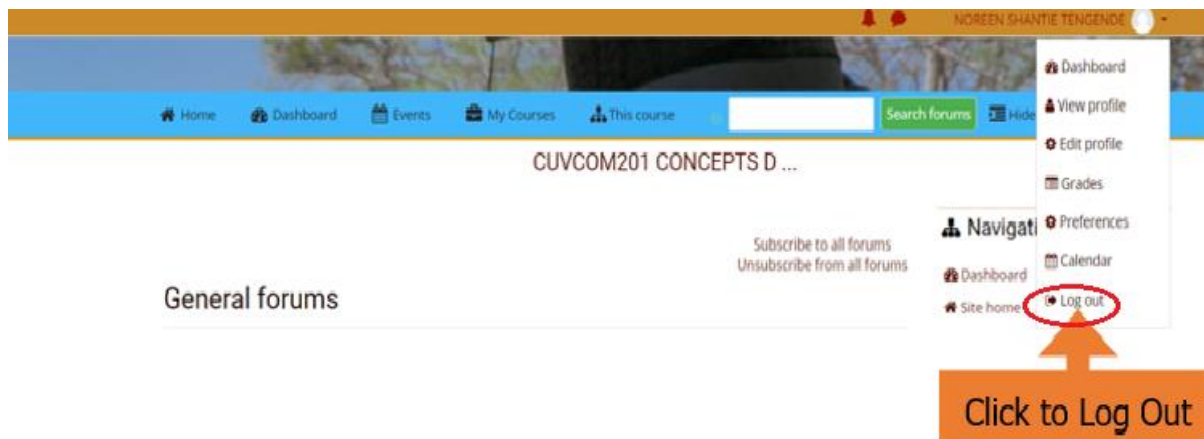 NOREEN SHANTIE TENGENDE
Home Dashboard Events My Courses This course Search forums Hide
Dashboard
View profile
Edit profile
Grades
Preferences
Calendar
Log out
CUVCOM201 CONCEPTS D ...
Subscribe to all forums
Unsubscribe from all forums
General forums
Navigati
Dashboard
Site home
Click to Log Out